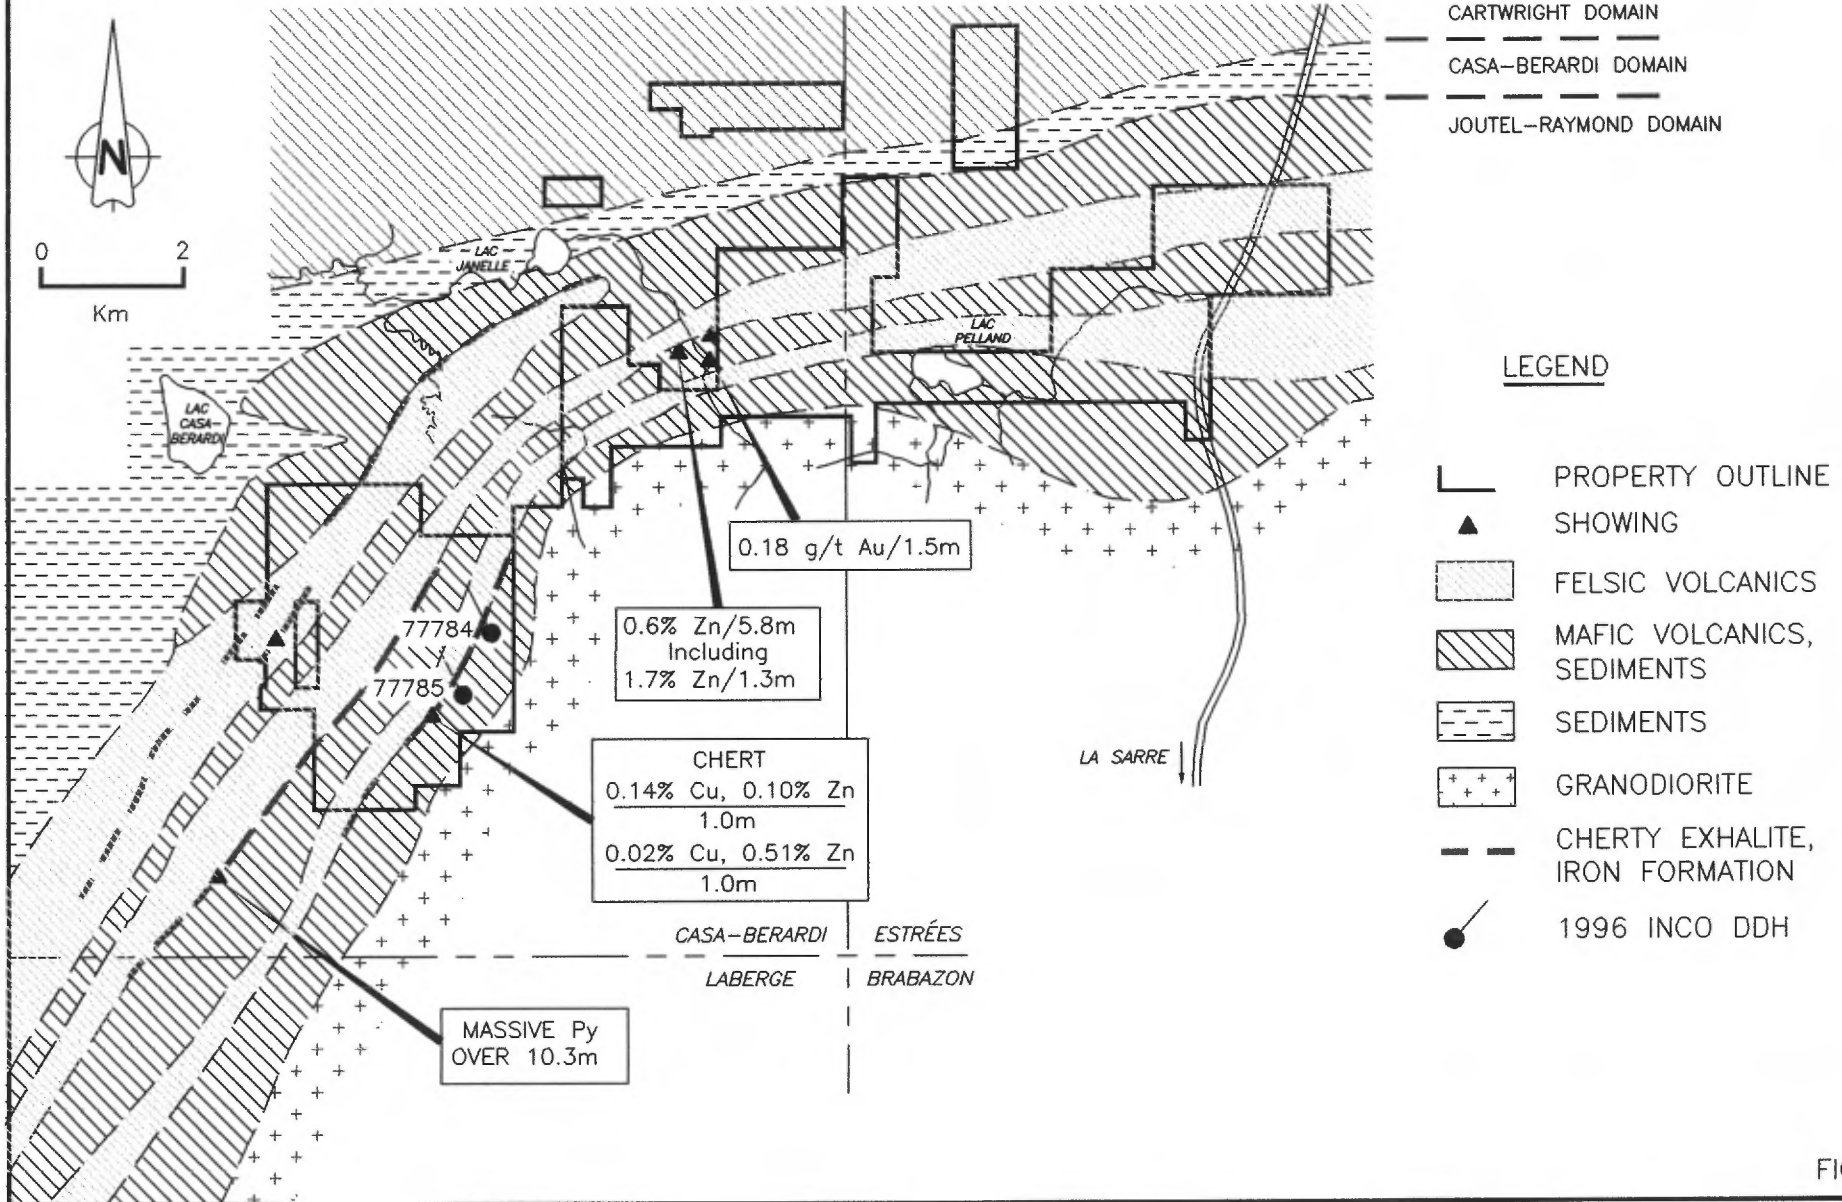 CARTWRIGHT DOMAIN
CASA-BERARDI DOMAIN
JOUTEL-RAYMOND DOMAIN
N
0 2
Km
LAC
JANELLE
LAC
CASA-
BERARDI
LAC
PELLAND
0.18 g/t Au/1.5m
0.6% Zn/5.8m
Including
1.7% Zn/1.3m
77784
77785
CHERT
0.14% Cu, 0.10% Zn
1.0m
0.02% Cu, 0.51% Zn
1.0m
MASSIVE Py
OVER 10.3m
LA SARRE
CASA-BERARDI ESTRÉES
LABERGE BRABAZON
LEGEND
PROPERTY OUTLINE
SHOWING
FELSIC VOLCANICS
MAFIC VOLCANICS,
SEDIMENTS
SEDIMENTS
GRANODIORITE
CHERTY EXHALITE,
IRON FORMATION
1996 INCO DDH